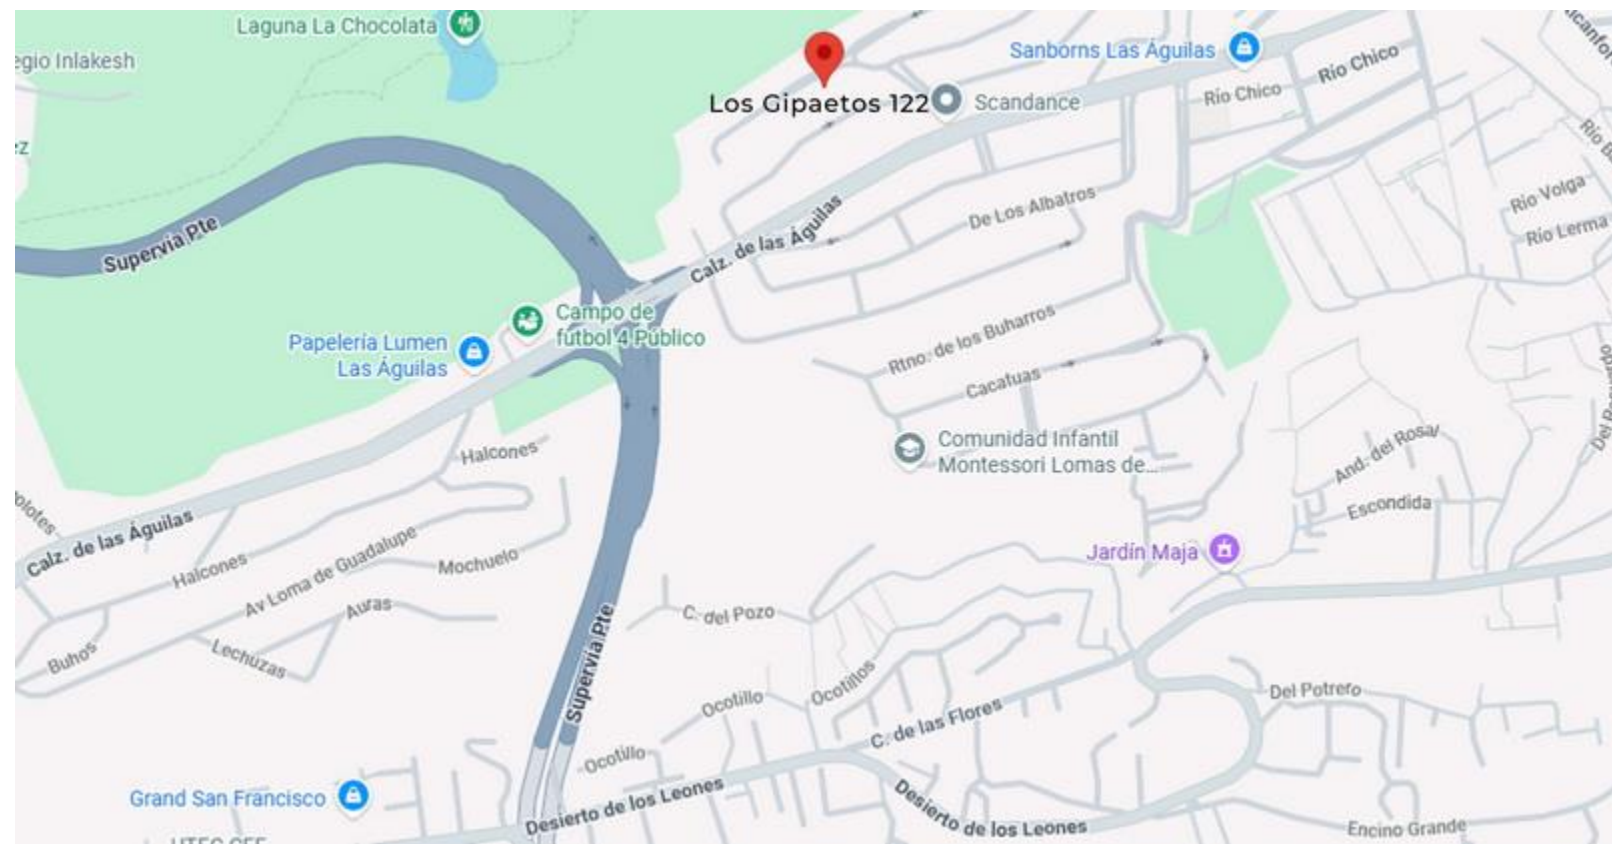 Laguna La Chocolata
egio Inlakesh
Sanborns Las Águilas
Río Chico
Río Chico
Los Gipaetos 122
Scandance
ez
Río Volga
Río Lerma
De Los Albatros
Supervía Pte
Calz. de las Águilas
Campo de
futbol 4 Público
Papelería Lumen
Las Águilas
Rtno. de los Buharros
Cacatuas
Comunidad Infantil
Montessori Lomas de...
And. del Rosal
Escondida
Halcones
Calz. de las Águilas
Halcones
Av Loma de Guadalupe
Mochuelo
Auras
Jardín Maja
C. del Pozo
Buhos
Lechuzas
Supervía Pte
Ocotillo
Ocotillos
Del Potrero
C. de las Flores
Ocotillo
Grand San Francisco
Desierto de los Leones
Desierto de los Leones
Encino Grande